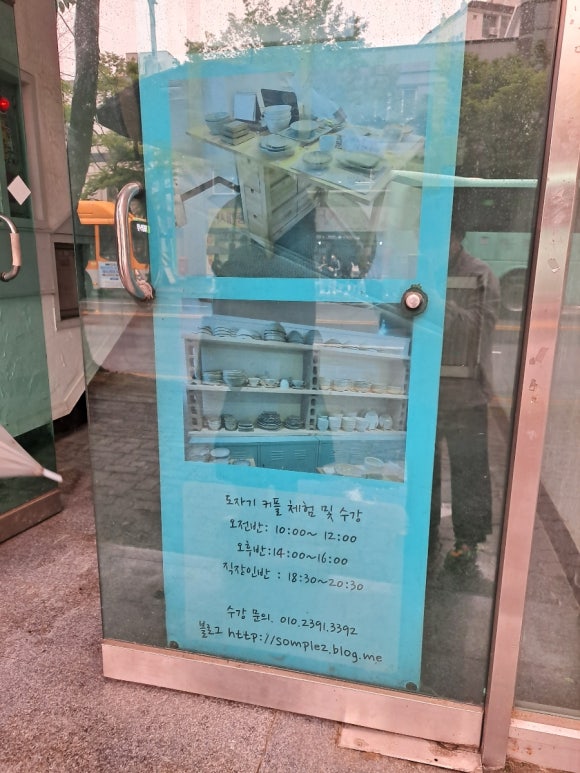 도자기 커플 체험 및 수강
오전반: 10:00~ 12:00
오후반:14:00~16:00
직장인반 : 18:30~20:30
수강 문의. 010.2391.3392
블로그 http://somple2.blog.me